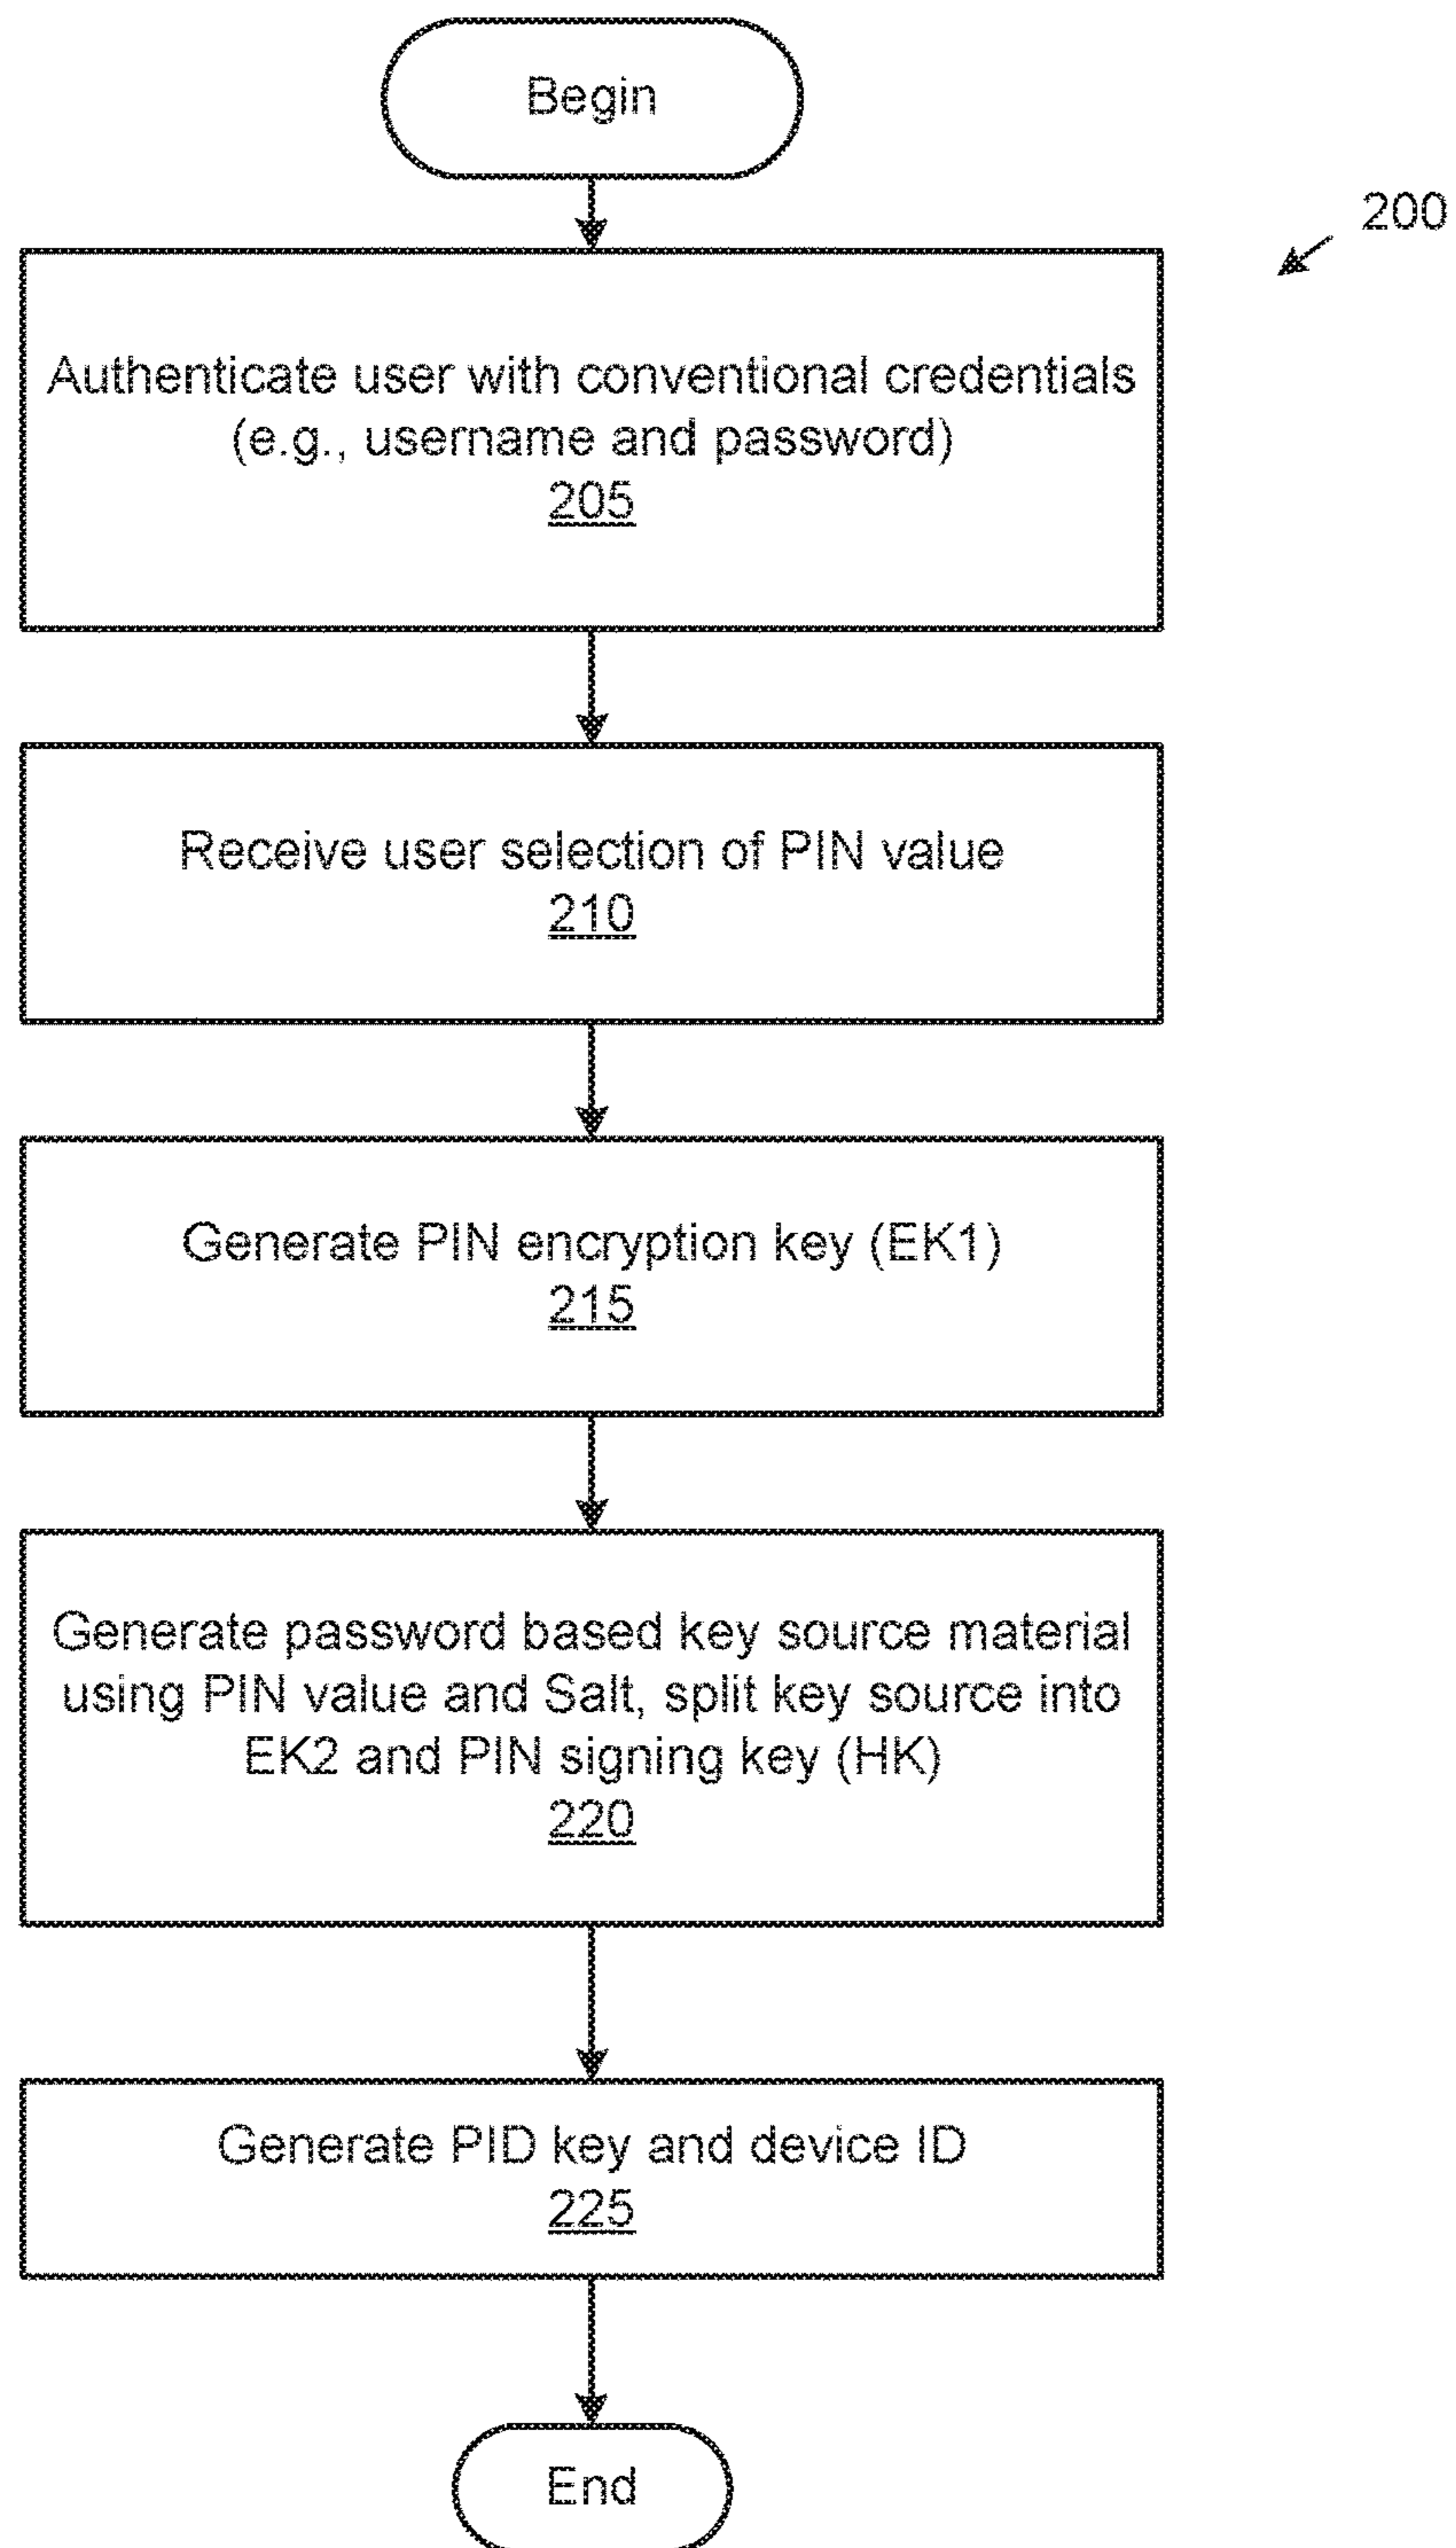 Begin
200
Authenticate user with conventional credentials
(e.g., username and password)
205
Receive user selection of PIN value
210
Generate PIN encryption key (EK1)
215
Generate password based key source material
using PIN value and Salt, split key source into
EK2 and PIN signing key (HK)
220
Generate PID key and device ID
225
End